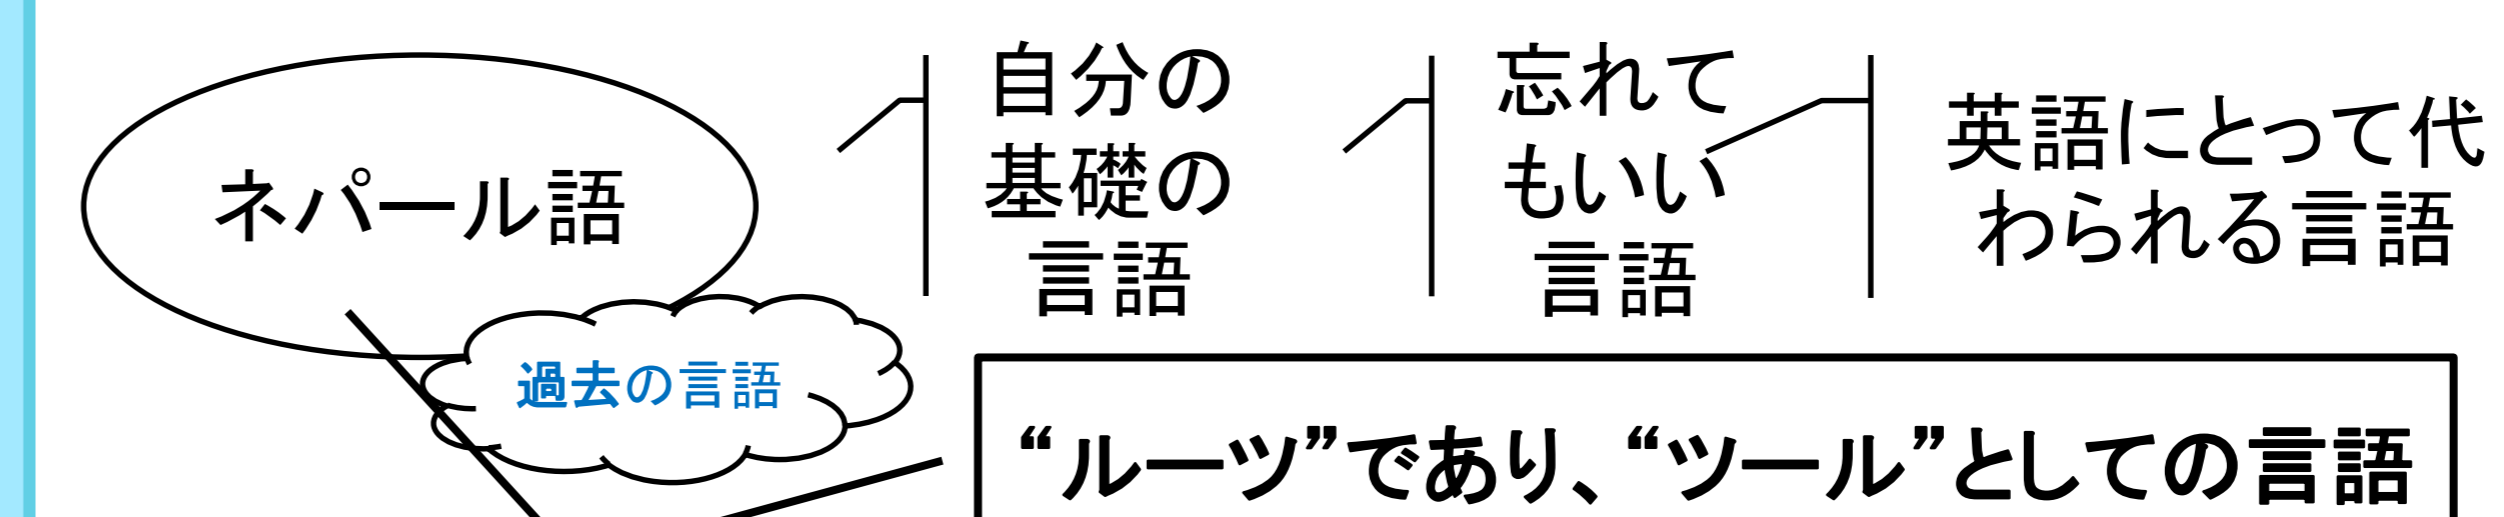 ネパール語
自分の
基礎の
言語
忘れて
もいい
言語
英語にとって代
わられる言語
過去の言語
“ルーツ”であり、“ツール”としての言語